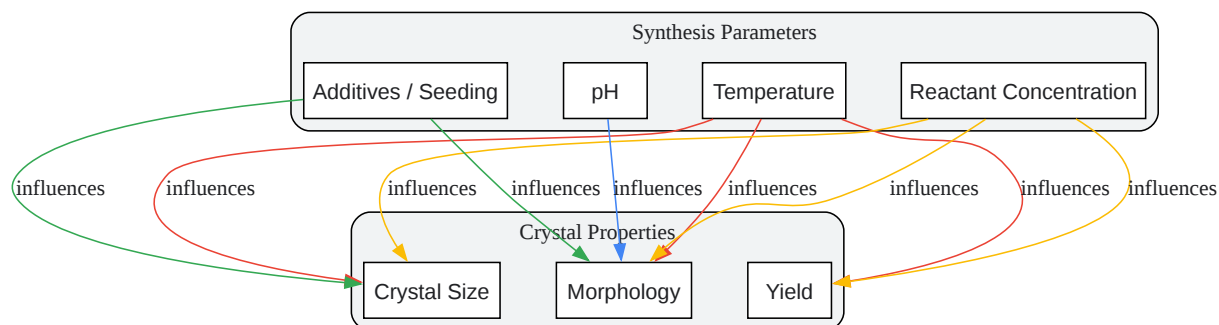 Synthesis Parameters
Additives / Seeding
pH
Temperature
Reactant Concentration
influences
influences
influences
influences
influences
influences
influences
influences
influences
Crystal Properties
Crystal Size
Morphology
Yield